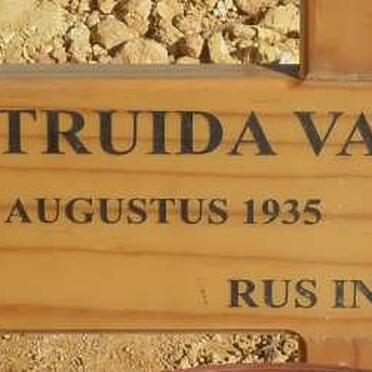 TRUIDA VA
AUGUSTUS 1935
RUS IN